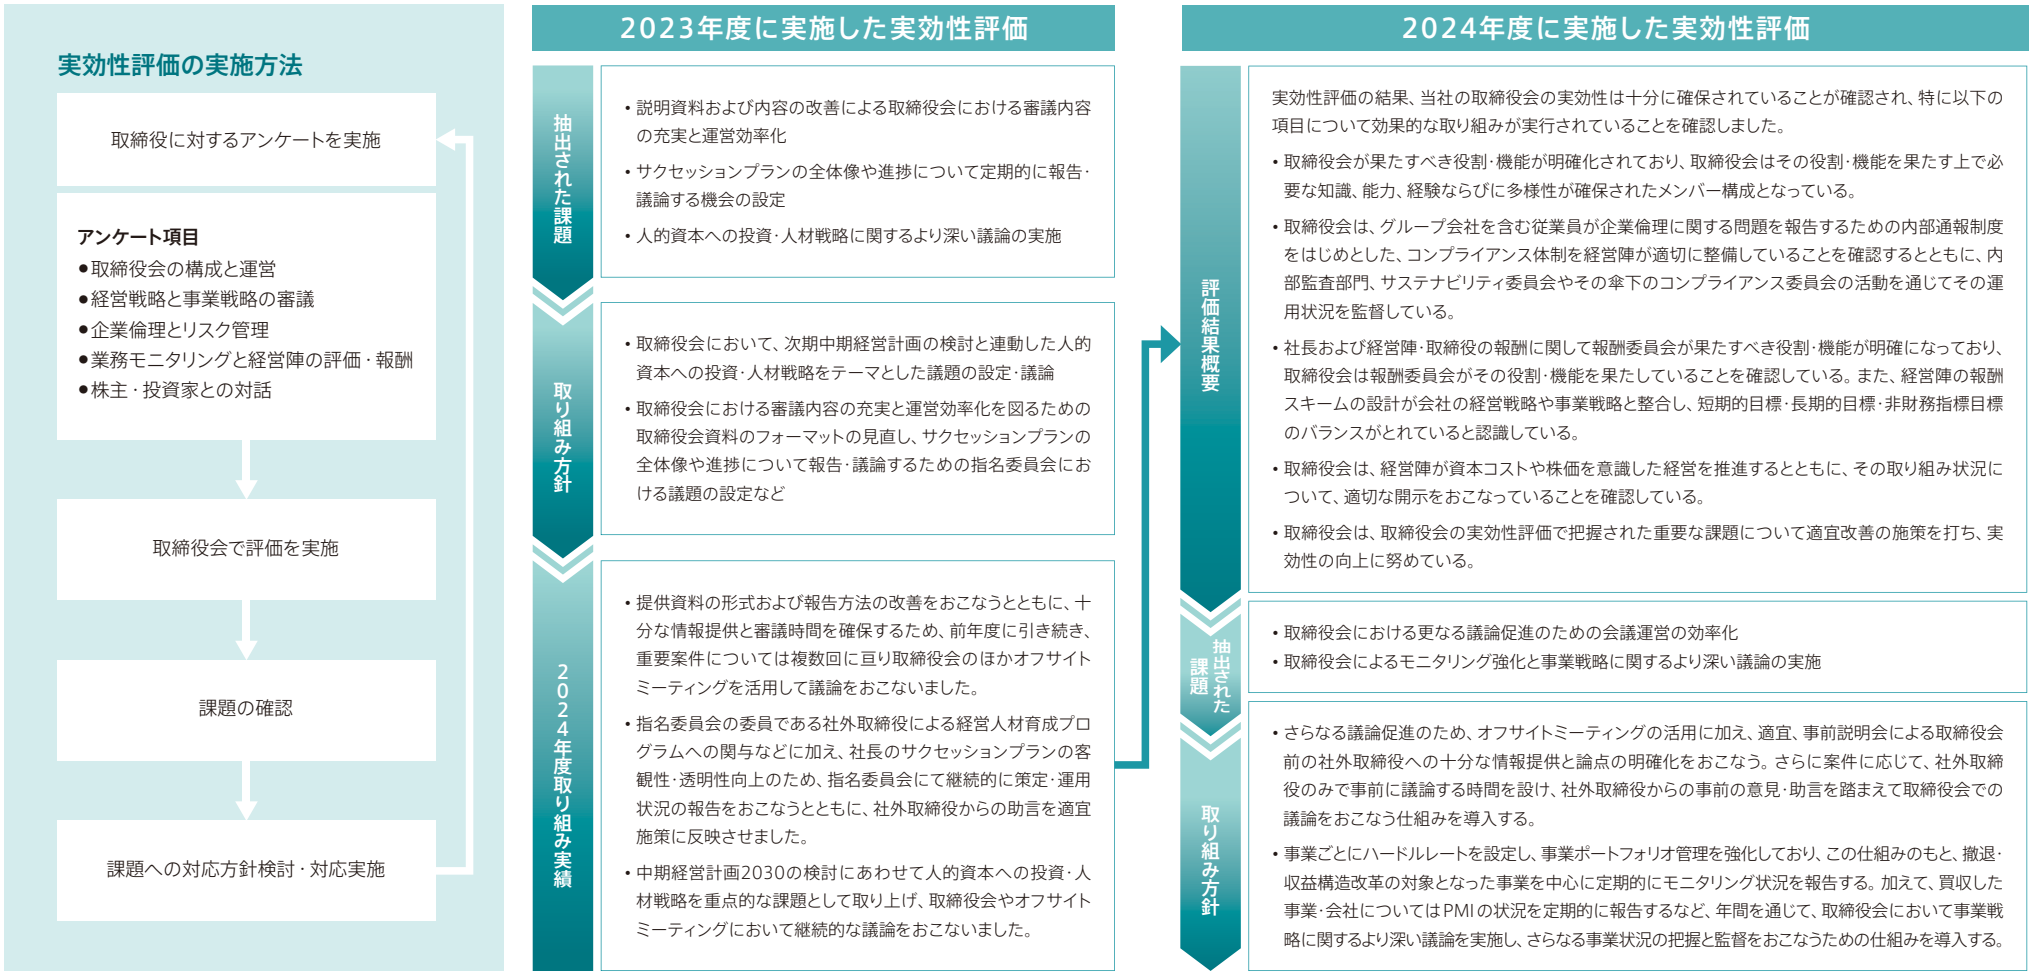 実効性評価の実施方法
取締役に対するアンケートを実施
アンケート項目
●取締役会の構成と運営
●経営戦略と事業戦略の審議
●企業倫理とリスク管理
●業務モニタリングと経営陣の評価・報酬
●株主・投資家との対話
取締役会で評価を実施
課題の確認
課題への対応方針検討・対応実施
2023年度に実施した実効性評価
抽出された課題
・説明資料および内容の改善による取締役会における審議内容
の充実と運営効率化
・サクセッションプランの全体像や進捗について定期的に報告・
議論する機会の設定
・人的資本への投資・人材戦略に関するより深い議論の実施
取り組み方針
・取締役会において、次期中期経営計画の検討と連動した人的
資本への投資・人材戦略をテーマとした議題の設定・議論
・取締役会における審議内容の充実と運営効率化を図るための
取締役会資料のフォーマットの見直し、サクセッションプランの
全体像や進捗について報告・議論するための指名委員会にお
ける議題の設定など
2024年度取り組み実績
・提供資料の形式および報告方法の改善をおこなうとともに、十
分な情報提供と審議時間を確保するため、前年度に引き続き、
重要案件については複数回に亘り取締役会のほかオフサイト
ミーティングを活用して議論をおこないました。
・指名委員会の委員である社外取締役による経営人材育成プロ
グラムへの関与などに加え、社長のサクセッションプランの客
観性・透明性向上のため、指名委員会にて継続的に策定・運用
状況の報告をおこなうとともに、社外取締役からの助言を適宜
施策に反映させました。
・中期経営計画2030の検討にあわせて人的資本への投資・人
材戦略を重点的な課題として取り上げ、取締役会やオフサイト
ミーティングにおいて継続的な議論をおこないました。
2024年度に実施した実効性評価
評価結果概要
実効性評価の結果、当社の取締役会の実効性は十分に確保されていることが確認され、特に以下の
項目について効果的な取り組みが実行されていることを確認しました。
・取締役会が果たすべき役割・機能が明確化されており、取締役会はその役割・機能を果たす上で必
要な知識、能力、経験ならびに多様性が確保されたメンバー構成となっている。
・取締役会は、グループ会社を含む従業員が企業倫理に関する問題を報告するための内部通報制度
をはじめとした、コンプライアンス体制を経営陣が適切に整備していることを確認するとともに、内
部監査部門、サステナビリティ委員会やその傘下のコンプライアンス委員会の活動を通じてその運
用状況を監督している。
・社長および経営陣・取締役の報酬に関して報酬委員会が果たすべき役割・機能が明確になっており、
取締役会は報酬委員会がその役割・機能を果たしていることを確認している。また、経営陣の報酬
スキームの設計が会社の経営戦略や事業戦略と整合し、短期的目標・長期的目標・非財務指標目標
のバランスがとれていると認識している。
・取締役会は、経営陣が資本コストや株価を意識した経営を推進するとともに、その取り組み状況に
ついて、適切な開示をおこなっていることを確認している。
・取締役会は、取締役会の実効性評価で把握された重要な課題について適宜改善の施策を打ち、実
効性の向上に努めている。
抽出された
課題
・取締役会における更なる議論促進のための会議運営の効率化
・取締役会によるモニタリング強化と事業戦略に関するより深い議論の実施
取り組み方針
・さらなる議論促進のため、オフサイトミーティングの活用に加え、適宜、事前説明会による取締役会
前の社外取締役への十分な情報提供と論点の明確化をおこなう。さらに案件に応じて、社外取締
役のみで事前に議論する時間を設け、社外取締役からの事前の意見・助言を踏まえて取締役会での
議論をおこなう仕組みを導入する。
・事業ごとにハードルレートを設定し、事業ポートフォリオ管理を強化しており、この仕組みのもと、撤退・
収益構造改革の対象となった事業を中心に定期的にモニタリング状況を報告する。加えて、買収した
事業・会社についてはPMIの状況を定期的に報告するなど、年間を通じて、取締役会において事業戦
略に関するより深い議論を実施し、さらなる事業状況の把握と監督をおこなうための仕組みを導入する。